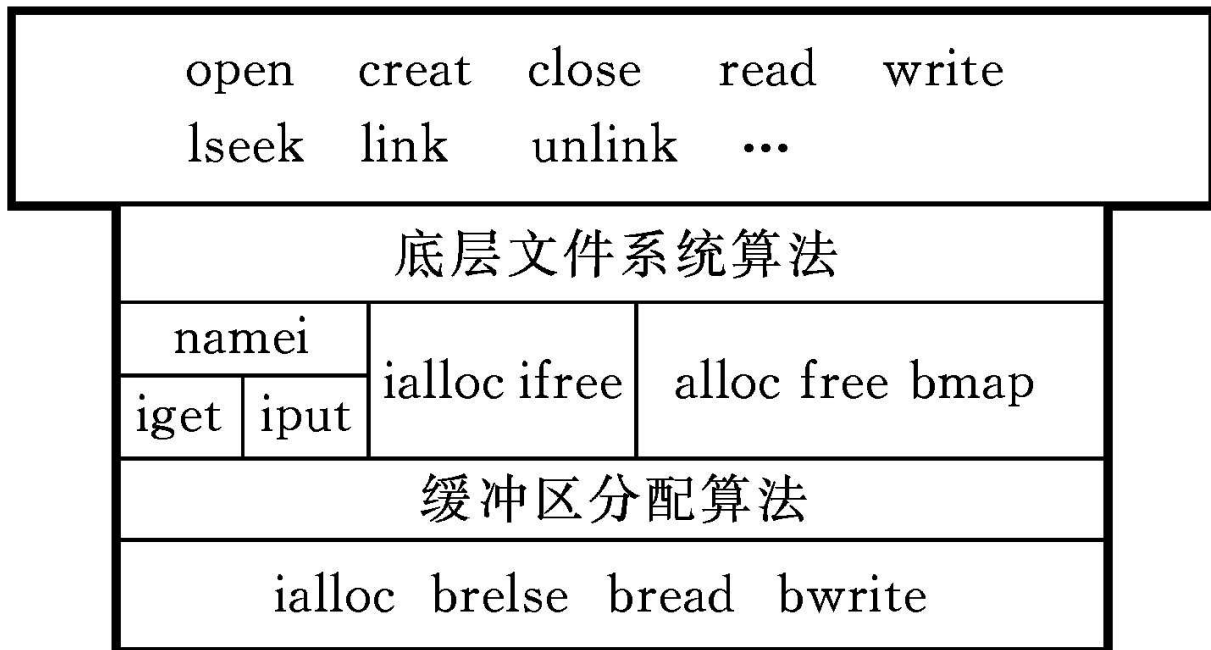 open creat close read write
lseek link unlink …
底层文件系统算法
namei
iget iput
ialloc ifree
alloc free bmap
缓冲区分配算法
ialloc brelse bread bwrite